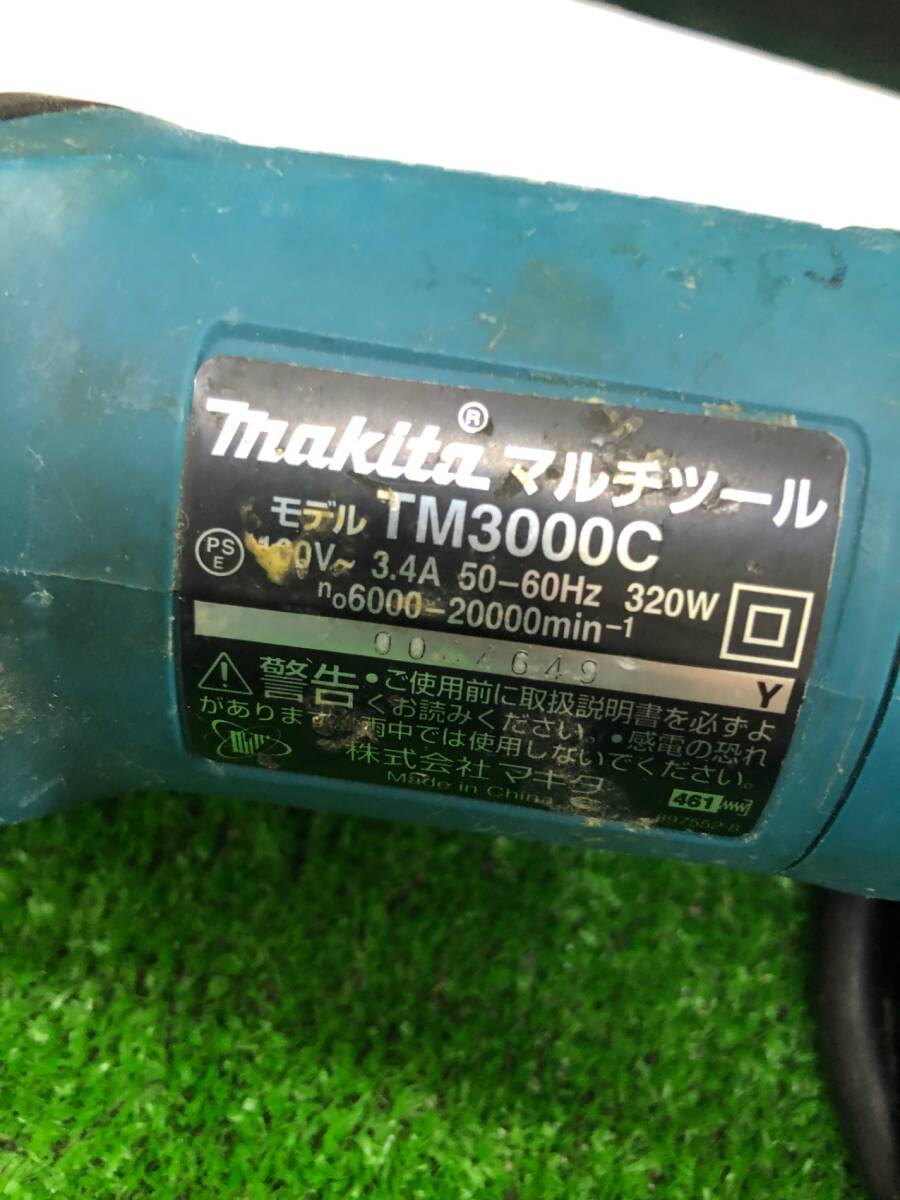 makita® マルチツール
モデル TM3000C
PS E 100V~ 3.4A 50-60Hz 320W
n₀6000-20000min⁻¹
Y
警告 ・ご使用前に取扱説明書を必ずよ
くお読みください。・感電の恐れ
があります。雨中では使用しないでください。
株式会社マキタ
Made in China
461
897552-8